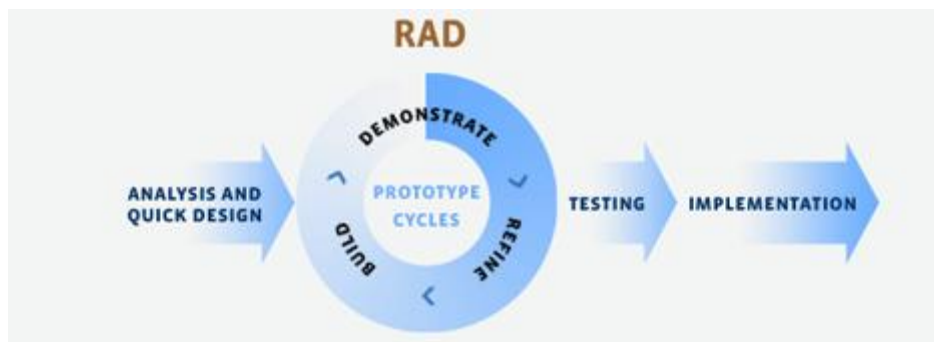 RAD
ANALYSIS AND
QUICK DESIGN
DEMONSTRATE
PROTOTYPE
CYCLES
REFINE
BUILD
TESTING
IMPLEMENTATION